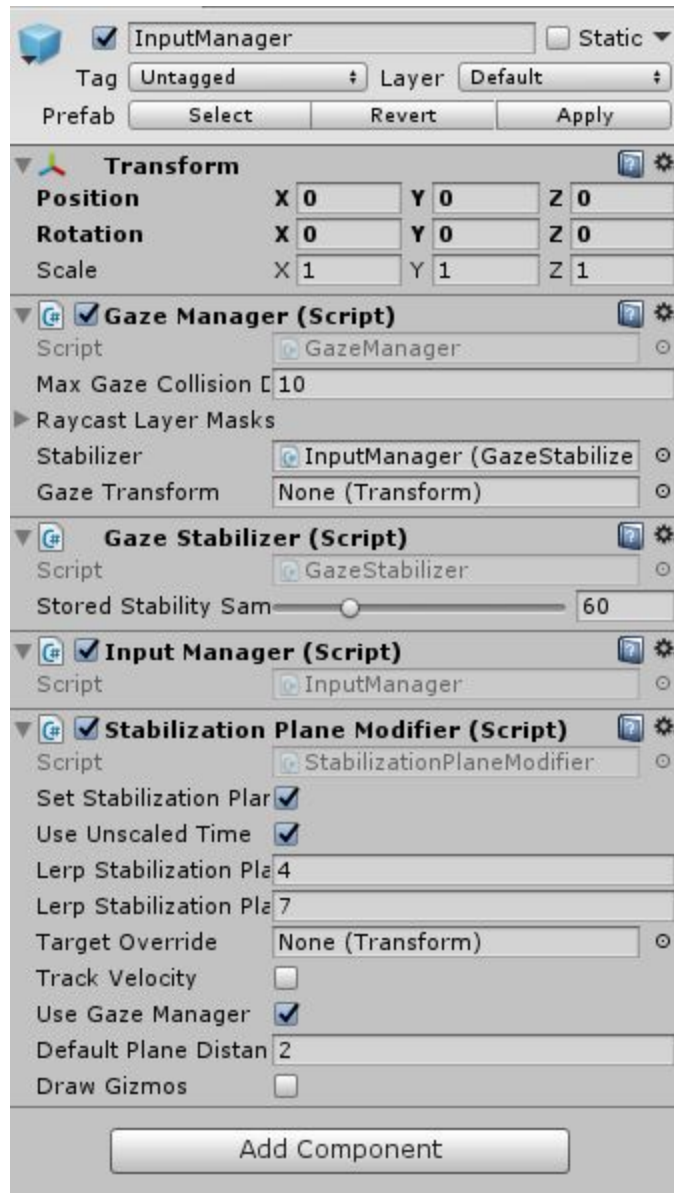 InputManager Static
Tag Untagged Layer Default
Prefab Select Revert Apply
Transform
Position X 0 Y 0 Z 0
Rotation X 0 Y 0 Z 0
Scale X 1 Y 1 Z 1
Gaze Manager (Script)
Script GazeManager
Max Gaze Collision D 10
Raycast Layer Masks
Stabilizer InputManager (GazeStabilize
Gaze Transform None (Transform)
Gaze Stabilizer (Script)
Script GazeStabilizer
Stored Stability Sam 60
Input Manager (Script)
Script InputManager
Stabilization Plane Modifier (Script)
Script StabilizationPlaneModifier
Set Stabilization Plan
Use Unscaled Time
Lerp Stabilization Pla 4
Lerp Stabilization Pla 7
Target Override None (Transform)
Track Velocity
Use Gaze Manager
Default Plane Distan 2
Draw Gizmos
Add Component